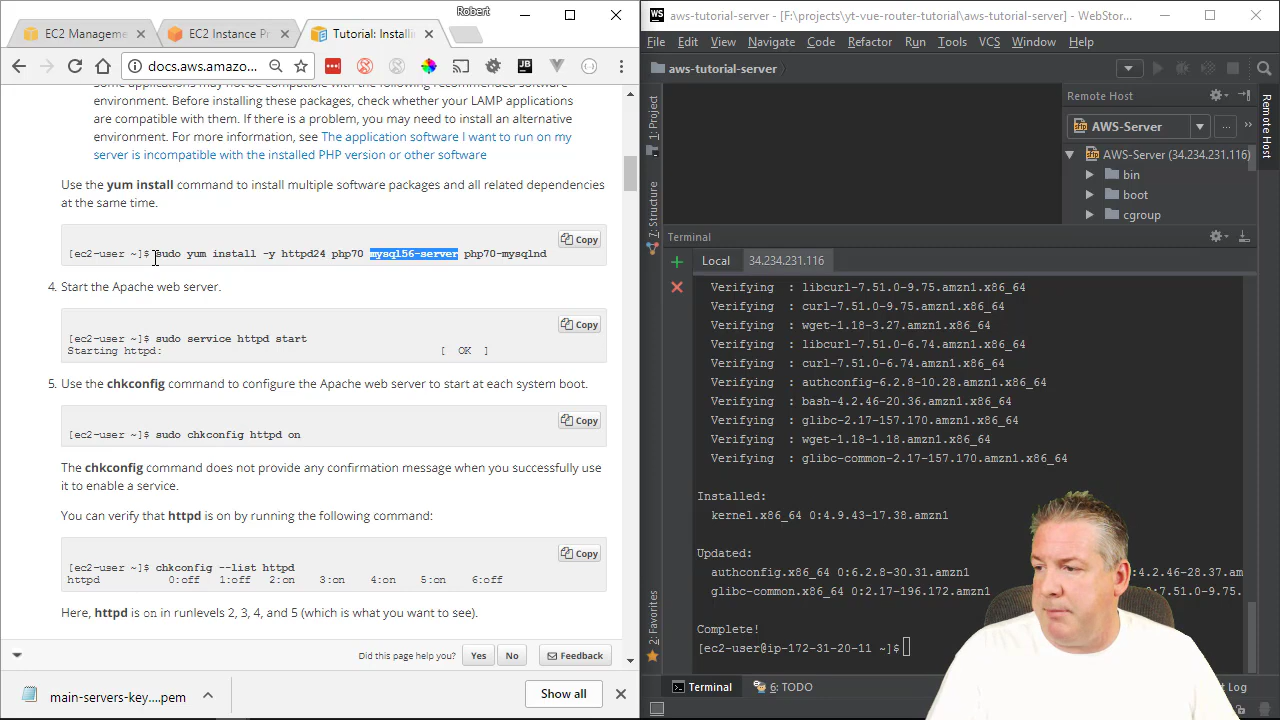 Robert
EC2 Manageme
EC2 Instance Pr
Tutorial: Installi
docs.aws.amazo...
environment. Before installing these packages, check whether your LAMP applications
are compatible with them. If there is a problem, you may need to install an alternative
environment. For more information, see The application software I want to run on my
server is incompatible with the installed PHP version or other software
Use the yum install command to install multiple software packages and all related dependencies
at the same time.
Copy
[ec2-user ~]$ sudo yum install -y httpd24 php70 mysql56-server php70-mysqlnd
4. Start the Apache web server.
Copy
[ec2-user ~]$ sudo service httpd start
Starting httpd: [ OK ]
5. Use the chkconfig command to configure the Apache web server to start at each system boot.
Copy
[ec2-user ~]$ sudo chkconfig httpd on
The chkconfig command does not provide any confirmation message when you successfully use
it to enable a service.
You can verify that httpd is on by running the following command:
Copy
[ec2-user ~]$ chkconfig --list httpd
httpd 0:off 1:off 2:on 3:on 4:on 5:on 6:off
Here, httpd is on in runlevels 2, 3, 4, and 5 (which is what you want to see).
Did this page help you? Yes No Feedback
main-servers-key....pem
Show all
WS
aws-tutorial-server - [F:\projects\yt-vue-router-tutorial\aws-tutorial-server] - WebStor...
File Edit View Navigate Code Refactor Run Tools VCS Window Help
aws-tutorial-server
1: Project
7: Structure
2: Favorites
Remote Host
AWS-Server
AWS-Server (34.234.231.116)
bin
boot
cgroup
Remote Host
Terminal
Local 34.234.231.116
Verifying : libcurl-7.51.0-9.75.amzn1.x86_64
Verifying : curl-7.51.0-9.75.amzn1.x86_64
Verifying : wget-1.18-3.27.amzn1.x86_64
Verifying : libcurl-7.51.0-6.74.amzn1.x86_64
Verifying : curl-7.51.0-6.74.amzn1.x86_64
Verifying : authconfig-6.2.8-10.28.amzn1.x86_64
Verifying : bash-4.2.46-20.36.amzn1.x86_64
Verifying : glibc-2.17-157.170.amzn1.x86_64
Verifying : wget-1.18-1.18.amzn1.x86_64
Verifying : glibc-common-2.17-157.170.amzn1.x86_64
Installed:
kernel.x86_64 0:4.9.43-17.38.amzn1
Updated:
authconfig.x86_64 0:6.2.8-30.31.amzn1 :4.2.46-28.37.am
glibc-common.x86_64 0:2.17-196.172.amzn1 :7.51.0-9.75.
Complete!
[ec2-user@ip-172-31-20-11 ~]$
Terminal 6: TODO t Log